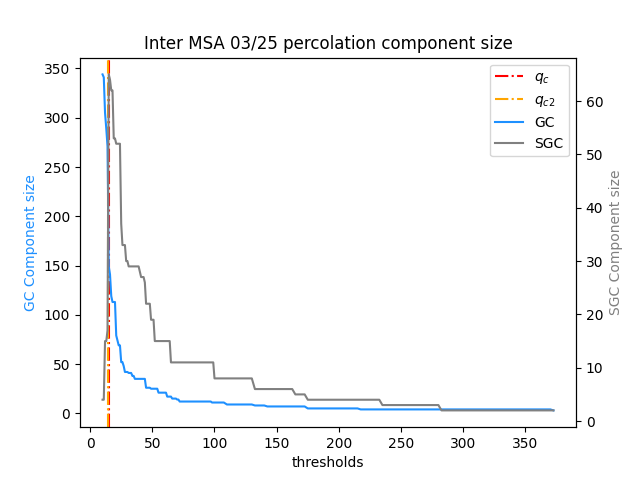 Inter MSA 03/25 percolation component size
350
300
250
200
150
100
50
0
GC Component size
60
50
40
30
20
10
0
SGC Component size
q_c
q_c2
GC
SGC
0 50 100 150 200 250 300 350
thresholds